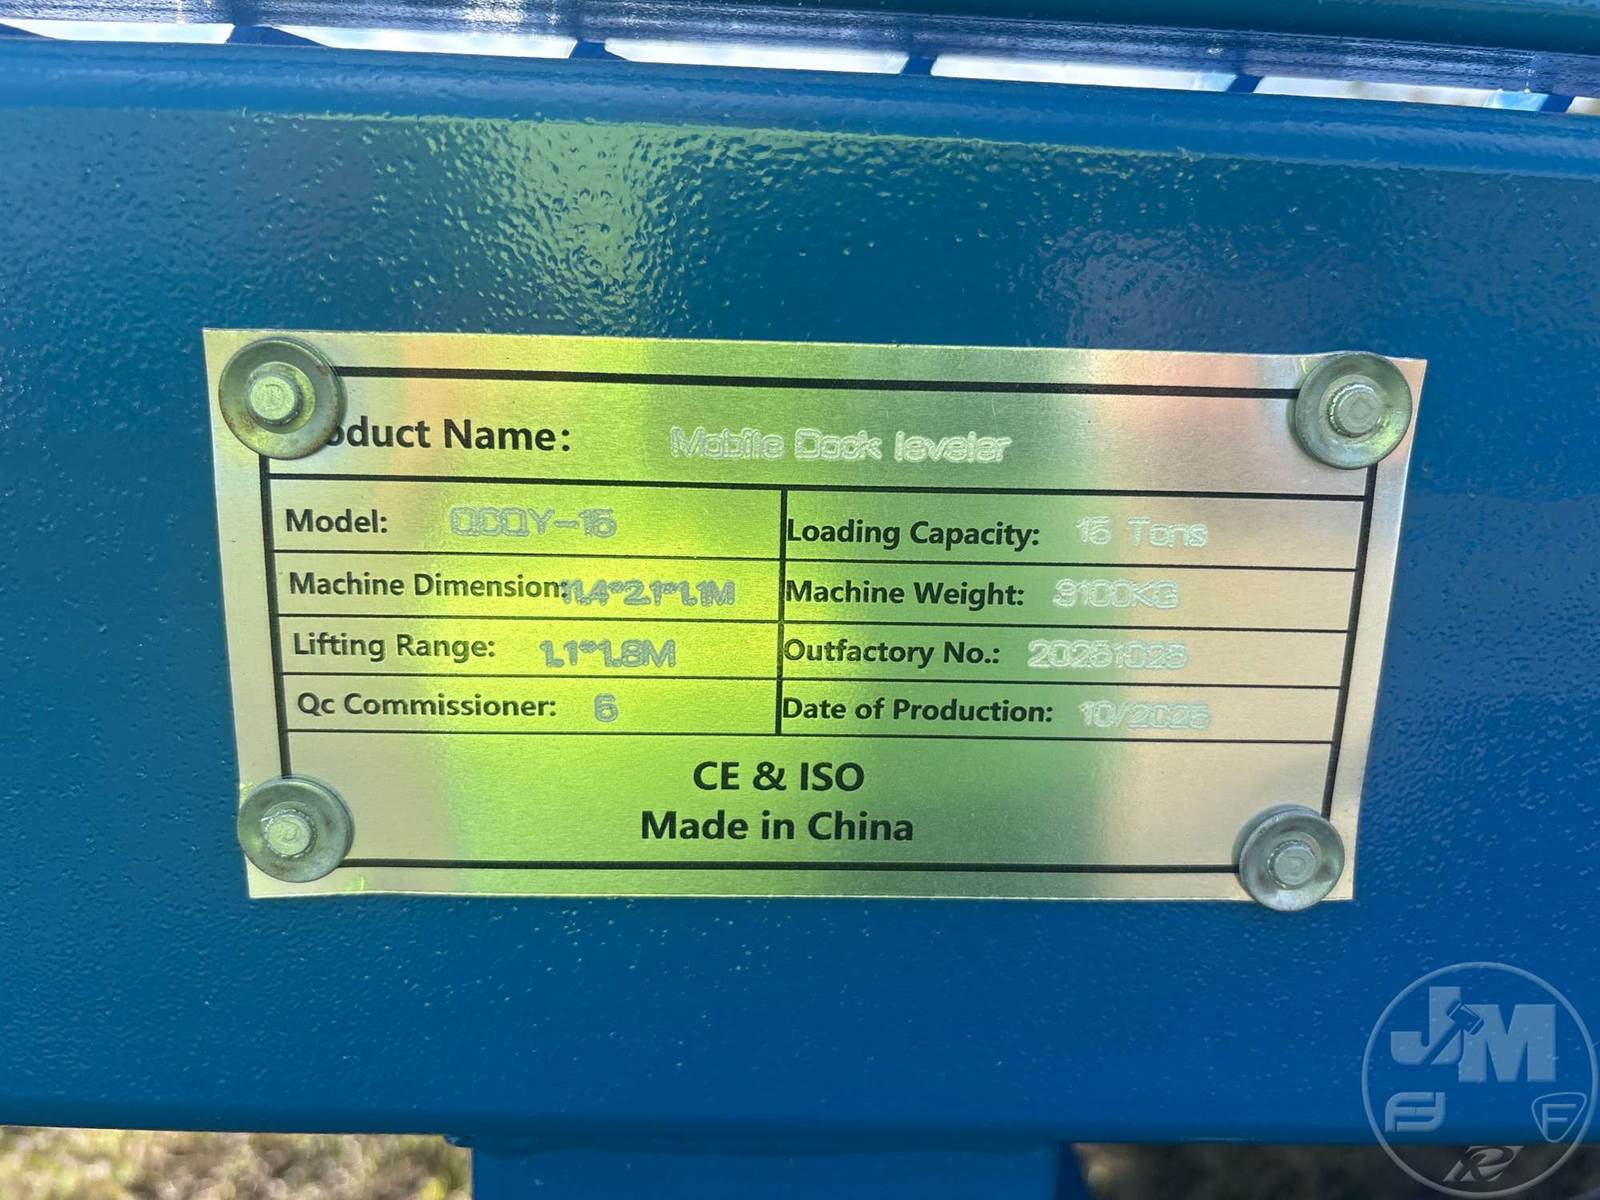 Product Name: Mobile Dock leveler
Model: QDQY-15 Loading Capacity: 15 Tons
Machine Dimension: 11.4*2.1*1.1M Machine Weight: 3100KG
Lifting Range: 1.1*1.8M Outfactory No.: 20251025
Qc Commissioner: 6 Date of Production: 10/2025
CE & ISO
Made in China
JM
F